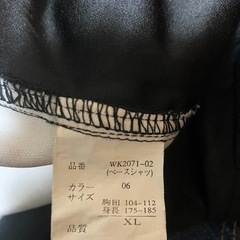 品番 WK2071-02
(ベースシャツ)
カラー 06
サイズ
胸囲 104-112
身長 175-185
品質 XL